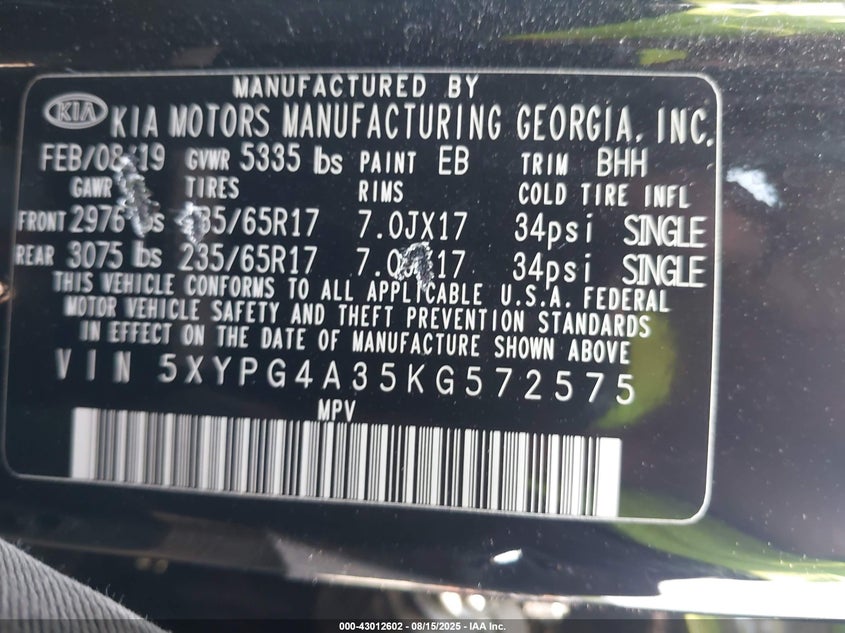 MANUFACTURED BY
KIA KIA MOTORS MANUFACTURING GEORGIA, INC.
FEB/08/19 GVWR 5335 lbs PAINT EB TRIM BHH
GAWR TIRES RIMS COLD TIRE INFL
FRONT 2976 /65R17 7.0JX17 34psi SINGLE
REAR 3075 lbs 235/65R17 34psi SINGLE
THIS VEHICLE CONFORMS TO ALL APPLICABLE U.S.A. FEDERAL
MOTOR VEHICLE SAFETY AND THEFT PREVENTION STANDARDS
IN EFFECT ON THE DATE OF MANUFACTURE SHOWN ABOVE
VIN 5XYPG4A35KG572575
MPV
000-43012602 - 08/15/2025 - IAA Inc.